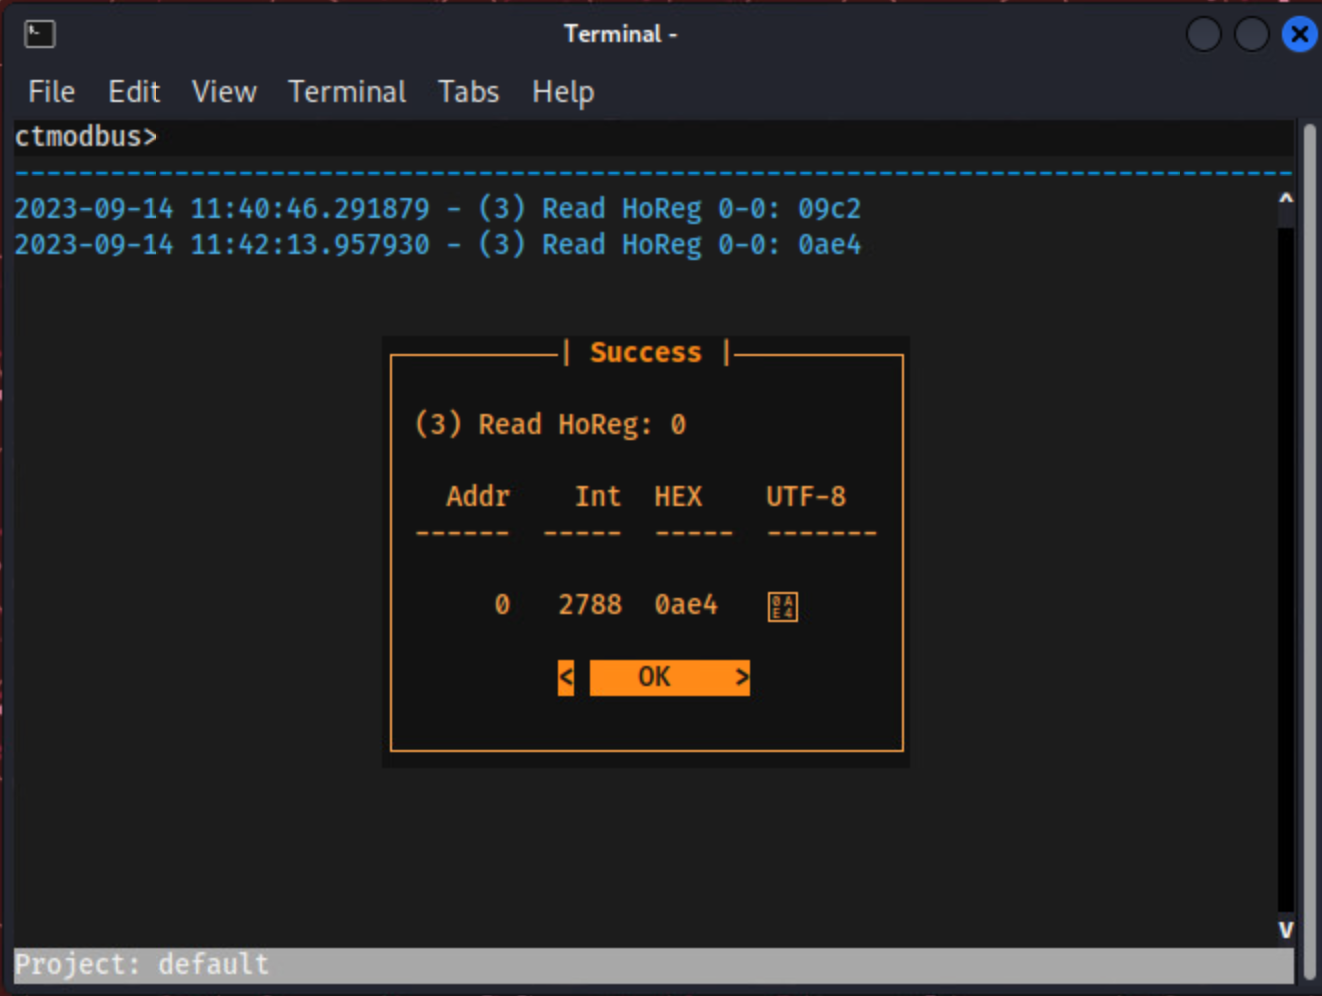 Terminal -
File Edit View Terminal Tabs Help
ctmodbus>
--------------------------------------------------------------------------------
2023-09-14 11:40:46.291879 - (3) Read HoReg 0-0: 09c2
2023-09-14 11:42:13.957930 - (3) Read HoReg 0-0: 0ae4
| Success |
(3) Read HoReg: 0
Addr Int HEX UTF-8
------ ----- ----- -------
0 2788 0ae4
< OK >
Project: default